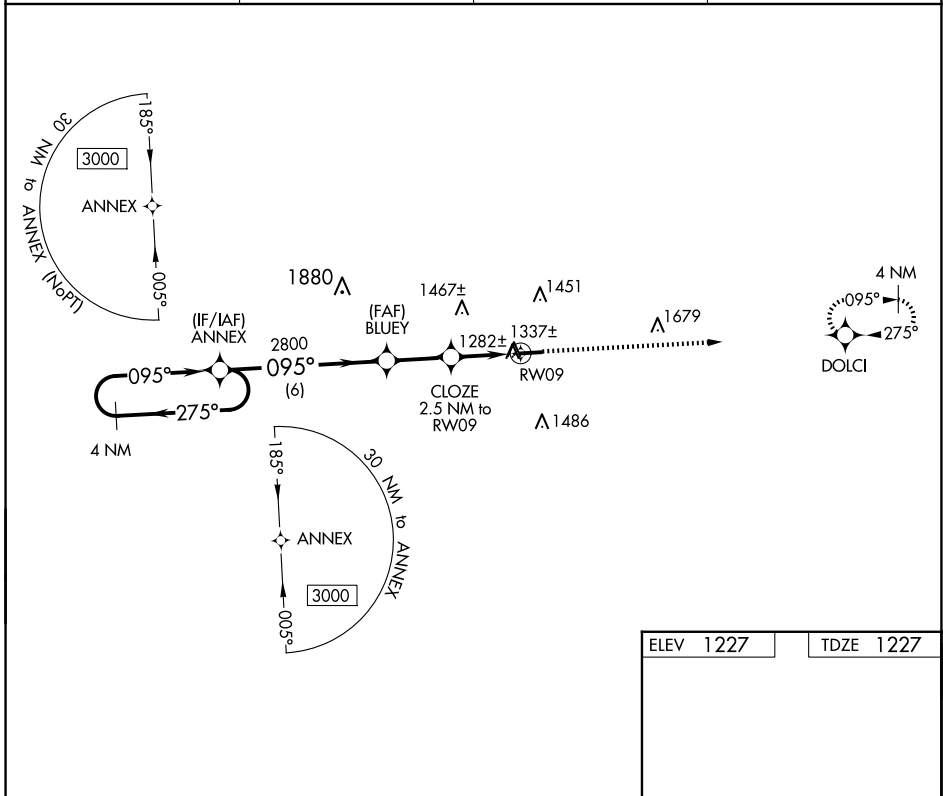 185°
30 NM to ANNEX (NoPT)
3000
ANNEX
005°
1880
1467±
1451
4 NM
095°
275°
DOLCI
(IF/IAF)
ANNEX
(FAF)
BLUEY
2800
095°
(6)
1282±
1337±
1679
RW09
CLOZE
2.5 NM to
RW09
095°
275°
4 NM
1486
185°
30 NM to ANNEX
ANNEX
3000
005°
ELEV 1227
TDZE 1227